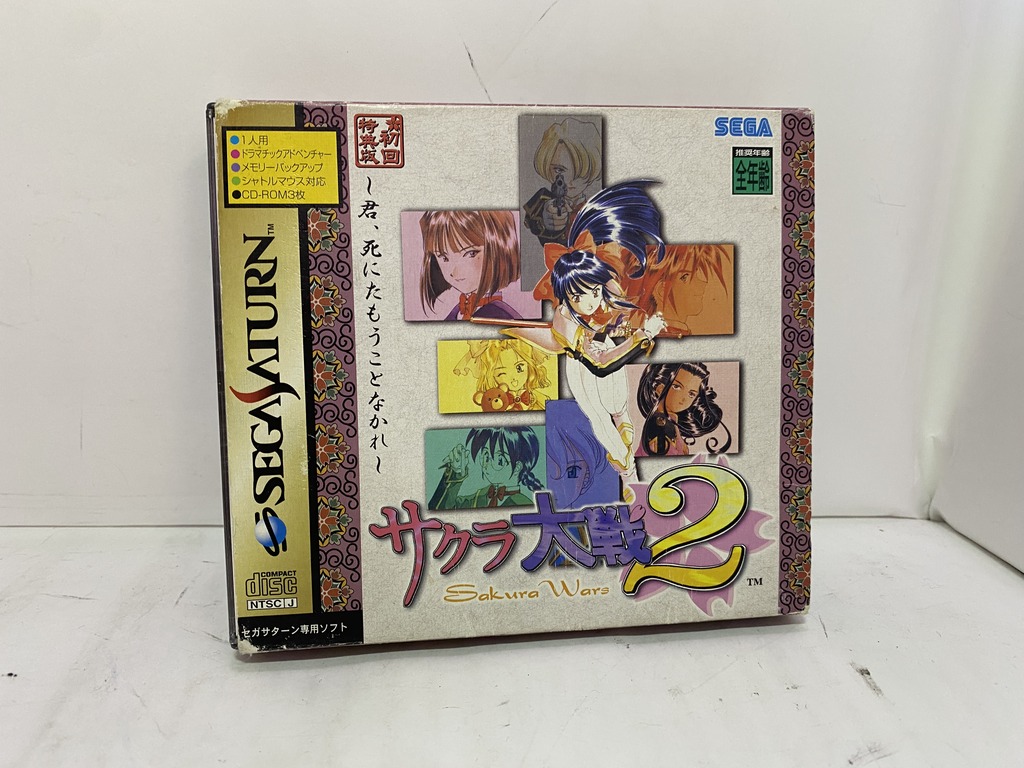 ●1人用
●ドラマチックアドベンチャー
●メモリーバックアップ
●シャトルマウス対応
●CD-ROM3枚
SEGA SATURN™
COMPACT
disc
NTSC J
セガサターン専用ソフト
初回
特典版
～君、死にたもうことなかれ～
SEGA
推奨年齢
全年齢
サクラ大戦2
Sakura Wars
™